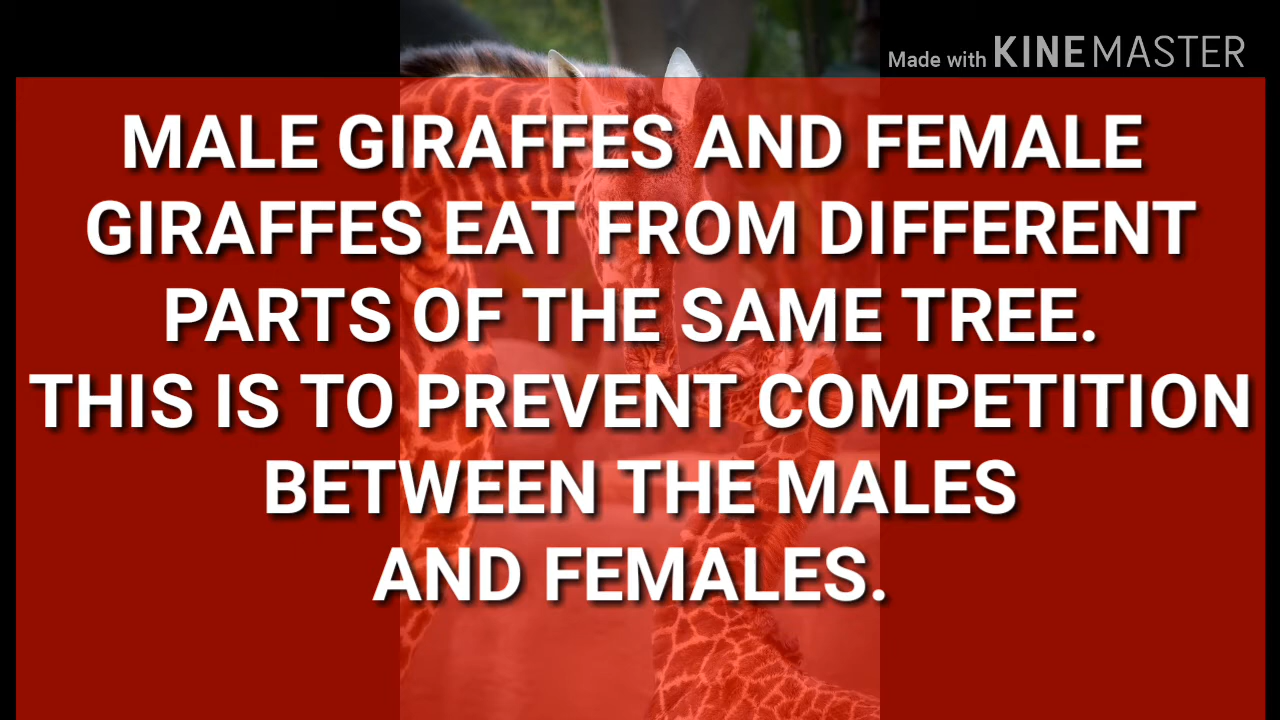 Made with KINEMASTER
MALE GIRAFFES AND FEMALE
GIRAFFES EAT FROM DIFFERENT
PARTS OF THE SAME TREE.
THIS IS TO PREVENT COMPETITION
BETWEEN THE MALES
AND FEMALES.